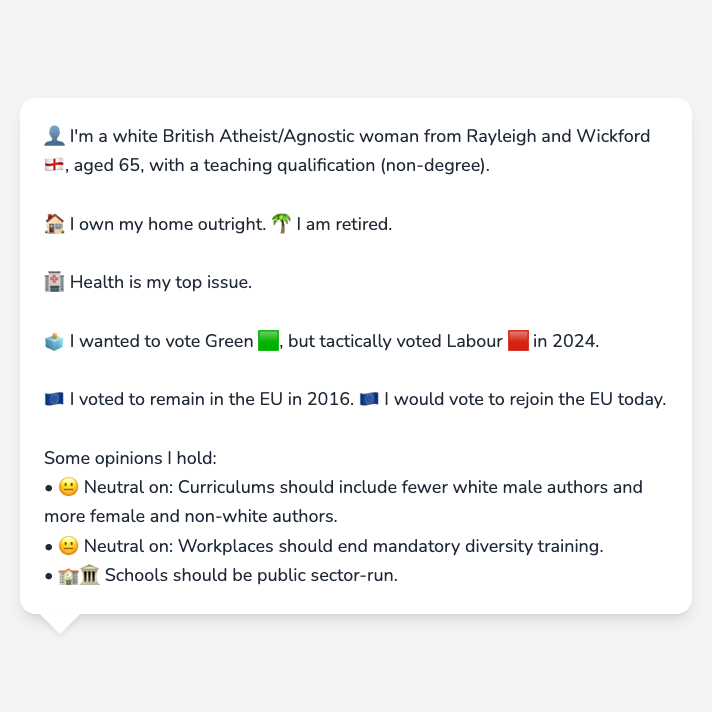 👤 I'm a white British Atheist/Agnostic woman from Rayleigh and Wickford
🏴󠁧󠁢󠁥󠁮󠁧󠁿, aged 65, with a teaching qualification (non-degree).
🏠 I own my home outright. 🌴 I am retired.
🏥 Health is my top issue.
🗳️ I wanted to vote Green 🟩, but tactically voted Labour 🟥 in 2024.
🇪🇺 I voted to remain in the EU in 2016. 🇪🇺 I would vote to rejoin the EU today.
Some opinions I hold:
• 😐 Neutral on: Curriculums should include fewer white male authors and
more female and non-white authors.
• 😐 Neutral on: Workplaces should end mandatory diversity training.
• 🏫🏛️ Schools should be public sector-run.